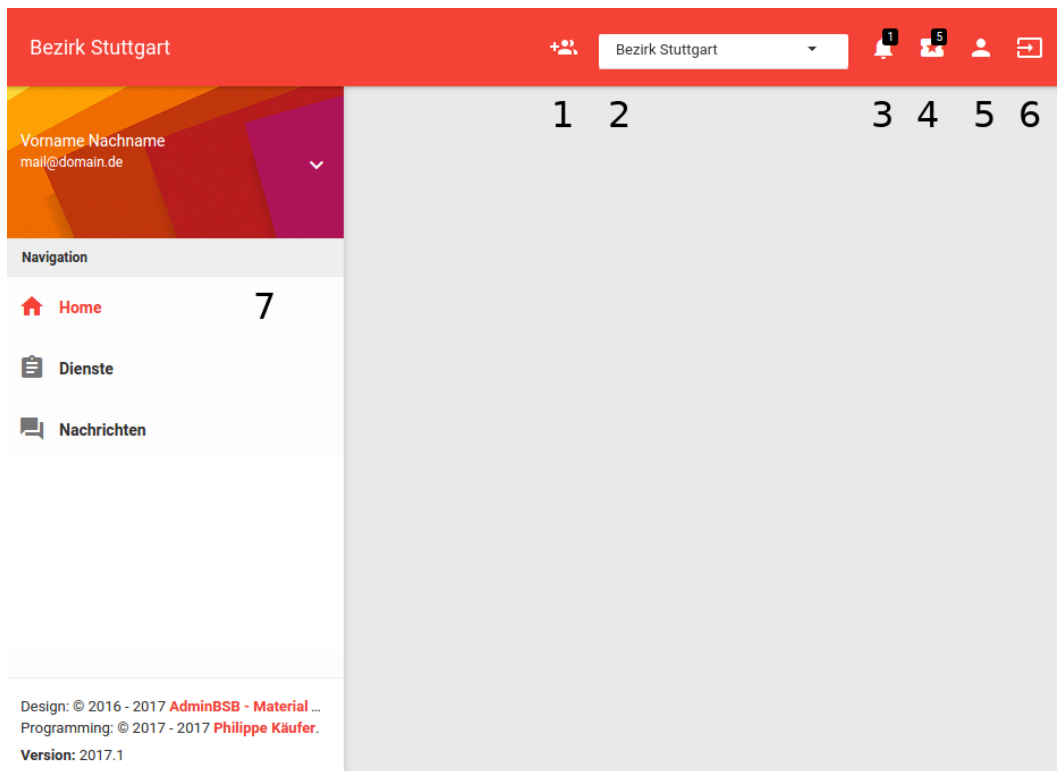 Bezirk Stuttgart
Bezirk Stuttgart
1
5
1 2 3 4 5 6
Vorname Nachname
mail@domain.de
Navigation
Home 7
Dienste
Nachrichten
Design: © 2016 - 2017 AdminBSB - Material ...
Programming: © 2017 - 2017 Philippe Käufer.
Version: 2017.1